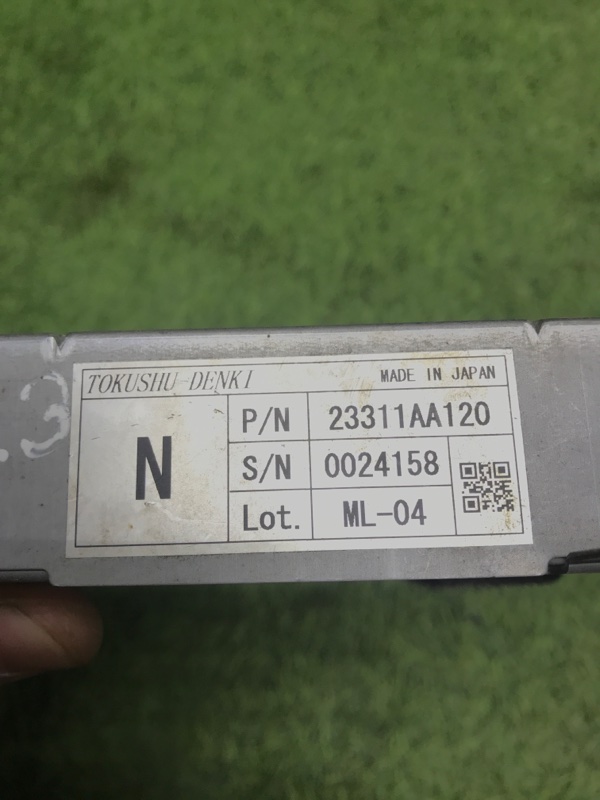 TOKUSHU-DENKI MADE IN JAPAN
N
P/N 23311AA120
S/N 0024158
Lot. ML-04